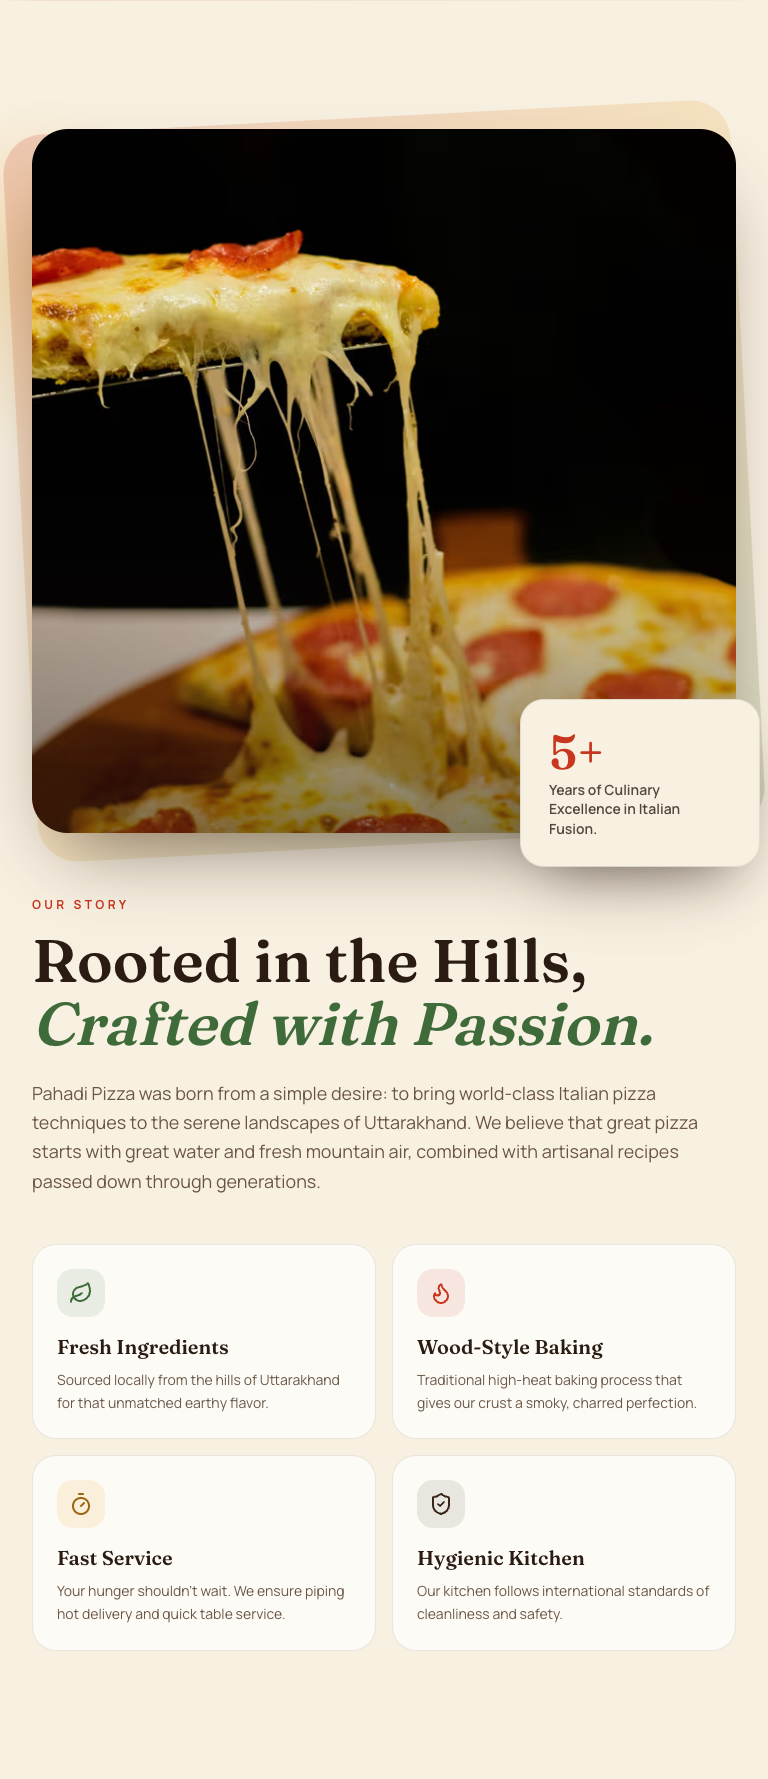 5+
Years of Culinary
Excellence in Italian
Fusion.
OUR STORY
Rooted in the Hills,
Crafted with Passion.
Pahadi Pizza was born from a simple desire: to bring world-class Italian pizza
techniques to the serene landscapes of Uttarakhand. We believe that great pizza
starts with great water and fresh mountain air, combined with artisanal recipes
passed down through generations.
Fresh Ingredients
Sourced locally from the hills of Uttarakhand
for that unmatched earthy flavor.
Wood-Style Baking
Traditional high-heat baking process that
gives our crust a smoky, charred perfection.
Fast Service
Your hunger shouldn't wait. We ensure piping
hot delivery and quick table service.
Hygienic Kitchen
Our kitchen follows international standards of
cleanliness and safety.